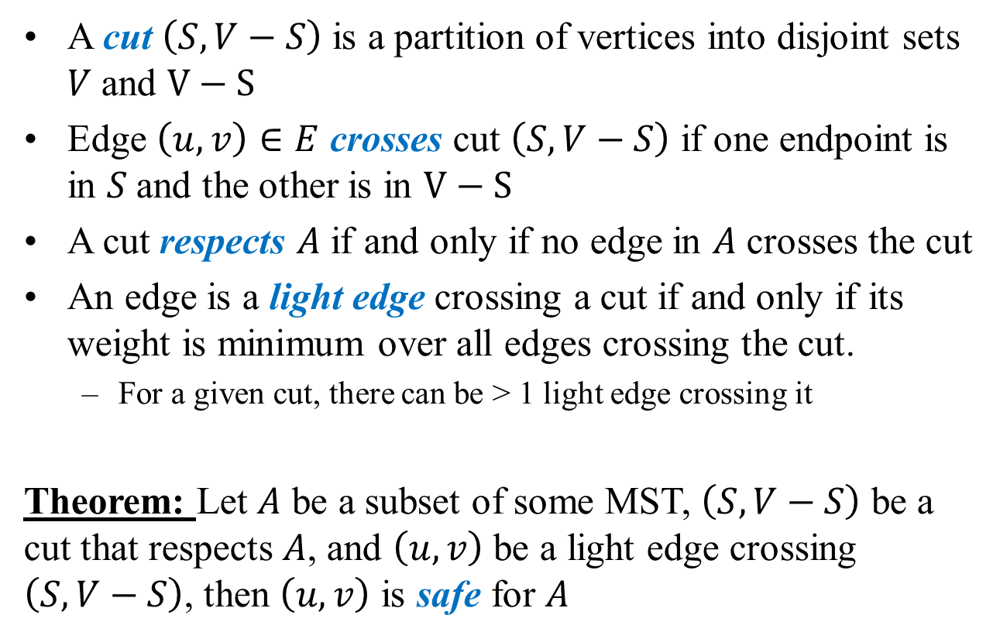 • A cut (S, V − S) is a partition of vertices into disjoint sets
V and V − S
• Edge (u, v) ∈ E crosses cut (S, V − S) if one endpoint is
in S and the other is in V − S
• A cut respects A if and only if no edge in A crosses the cut
• An edge is a light edge crossing a cut if and only if its
weight is minimum over all edges crossing the cut.
– For a given cut, there can be > 1 light edge crossing it
Theorem: Let A be a subset of some MST, (S, V − S) be a
cut that respects A, and (u, v) be a light edge crossing
(S, V − S), then (u, v) is safe for A